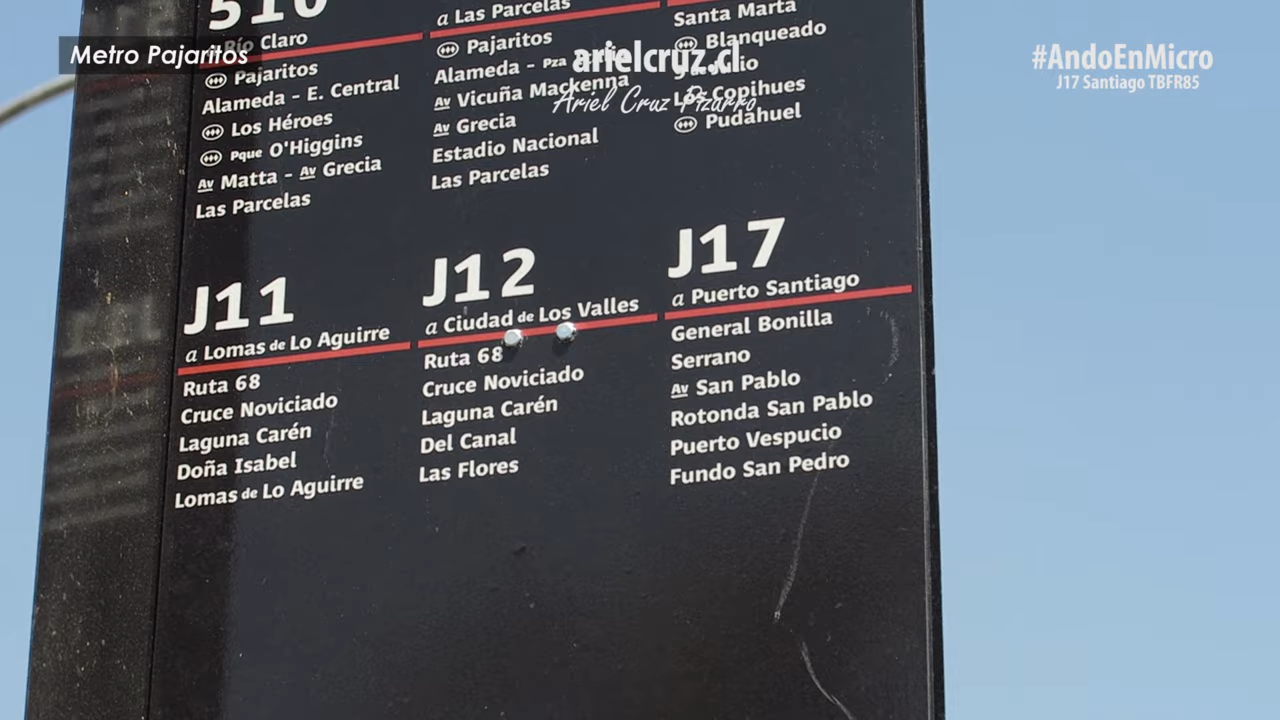 Metro Pajaritos
arielcruz.cl
Ariel Cruz Pizarro
#AndoEnMicro
J17 Santiago TBFR85
510
Río Claro
Pajaritos
Alameda - E. Central
Los Héroes
Pque O'Higgins
Av Matta - Av Grecia
Las Parcelas
a Las Parcelas
Pajaritos
Alameda - Pza
Av Vicuña Mackenna
Av Grecia
Estadio Nacional
Las Parcelas
Santa Marta
Blanqueado
Julio
Los Copihues
Pudahuel
J11
a Lomas de Lo Aguirre
Ruta 68
Cruce Noviciado
Laguna Carén
Doña Isabel
Lomas de Lo Aguirre
J12
a Ciudad de Los Valles
Ruta 68
Cruce Noviciado
Laguna Carén
Del Canal
Las Flores
J17
a Puerto Santiago
General Bonilla
Serrano
Av San Pablo
Rotonda San Pablo
Puerto Vespucio
Fundo San Pedro